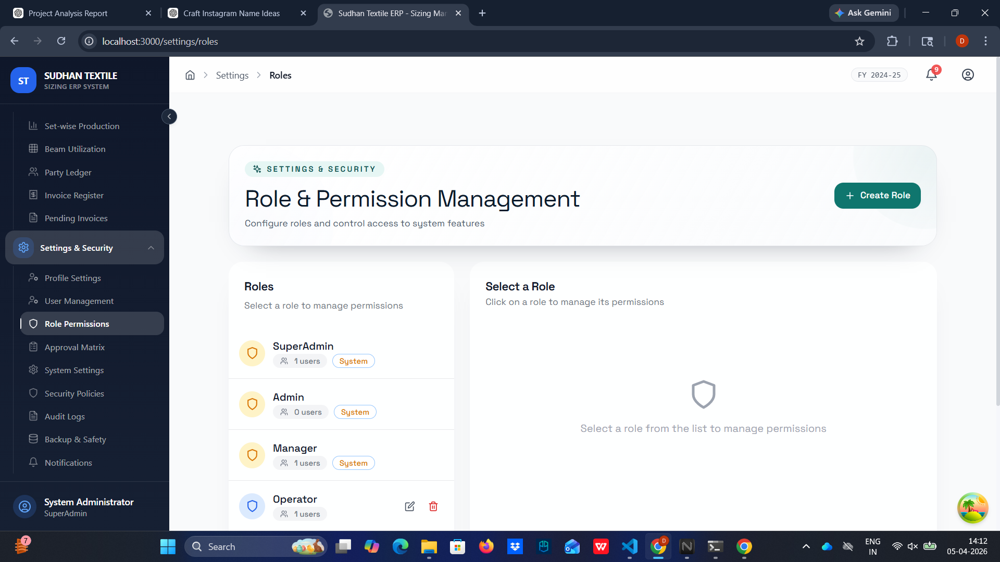 Project Analysis Report
Craft Instagram Name Ideas
Sudhan Textile ERP - Sizing Mar
Ask Gemini
localhost:3000/settings/roles
D
ST
SUDHAN TEXTILE
SIZING ERP SYSTEM
Set-wise Production
Beam Utilization
Party Ledger
Invoice Register
Pending Invoices
Settings & Security
Profile Settings
User Management
Role Permissions
Approval Matrix
System Settings
Security Policies
Audit Logs
Backup & Safety
Notifications
System Administrator
SuperAdmin
Settings
Roles
FY 2024-25
9
SETTINGS & SECURITY
Role & Permission Management
Configure roles and control access to system features
Create Role
Roles
Select a role to manage permissions
SuperAdmin
1 users
System
Admin
0 users
System
Manager
1 users
System
Operator
1 users
Select a Role
Click on a role to manage its permissions
Select a role from the list to manage permissions
7
Search
D
ENG
IN
14:12
05-04-2026